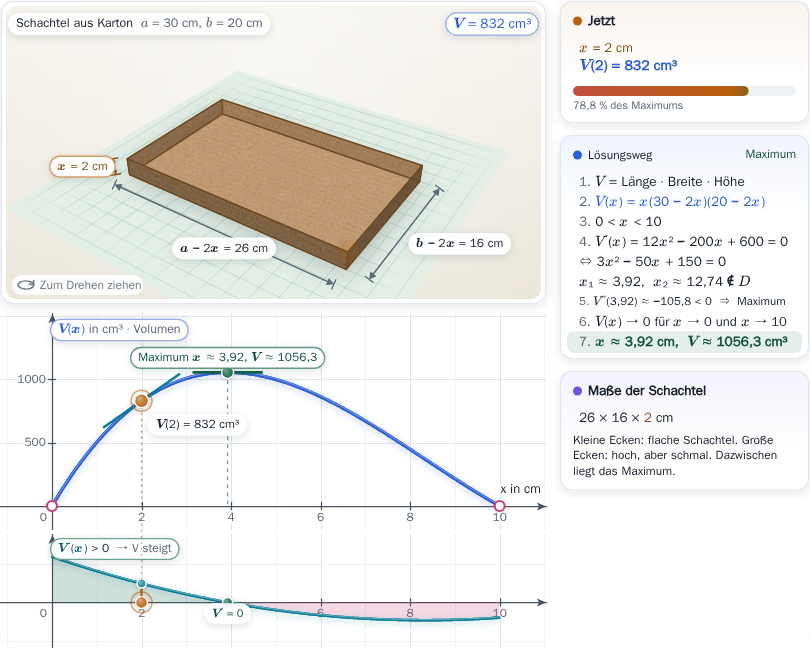 Schachtel aus Karton a = 30 cm, b = 20 cm
V = 832 cm³
x = 2 cm
a − 2x = 26 cm
b − 2x = 16 cm
Zum Drehen ziehen
V(x) in cm³ · Volumen
Maximum x ≈ 3,92, V ≈ 1056,3
1000
V(2) = 832 cm³
500
x in cm
0 2 4 6 8 10
V′(x) > 0 → V steigt
0 2 V′ = 0 6 8 10
Jetzt
x = 2 cm
V(2) = 832 cm³
78,8 % des Maximums
Lösungsweg Maximum
1. V = Länge · Breite · Höhe
2. V(x) = x(30 − 2x)(20 − 2x)
3. 0 < x < 10
4. V′(x) = 12x² − 200x + 600 = 0
⇔ 3x² − 50x + 150 = 0
x₁ ≈ 3,92, x₂ ≈ 12,74 ∉ D
5. V″(3,92) ≈ −105,8 < 0 ⇒ Maximum
6. V(x) → 0 für x → 0 und x → 10
7. x ≈ 3,92 cm, V ≈ 1056,3 cm³
Maße der Schachtel
26 × 16 × 2 cm
Kleine Ecken: flache Schachtel. Große
Ecken: hoch, aber schmal. Dazwischen
liegt das Maximum.